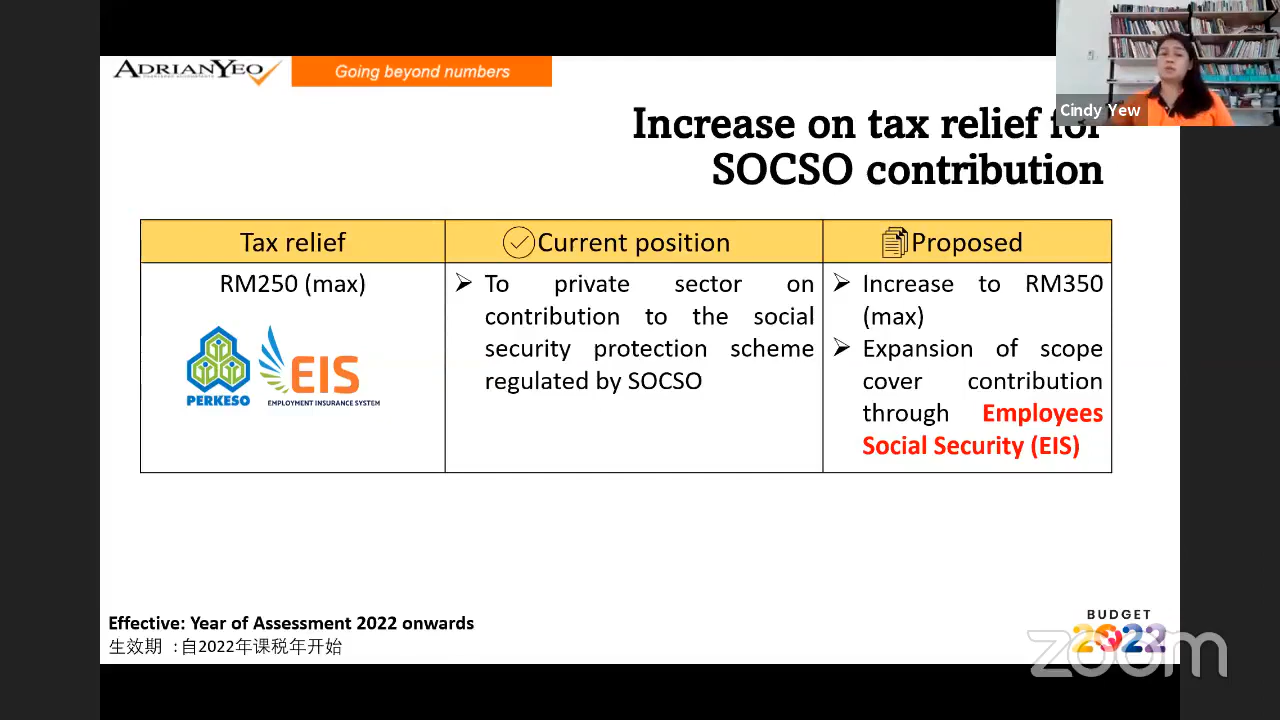 ADRIANYEO
Going beyond numbers
Cindy Yew
Increase on tax relief for
SOCSO contribution
Tax relief
Current position
Proposed
RM250 (max)
PERKESO
EIS
EMPLOYMENT INSURANCE SYSTEM
To private sector on
contribution to the social
security protection scheme
regulated by SOCSO
Increase to RM350
(max)
Expansion of scope
cover contribution
through Employees
Social Security (EIS)
Effective: Year of Assessment 2022 onwards
生效期 :自2022年课税年开始
BUDGET
2022
zoom